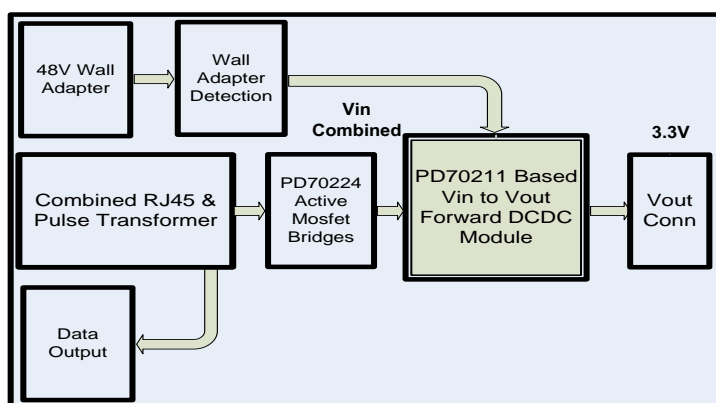 48V Wall
Adapter
Wall
Adapter
Detection
Vin
Combined
3.3V
Combined RJ45 &
Pulse Transformer
PD70224
Active
Mosfet
Bridges
PD70211 Based
Vin to Vout
Forward DCDC
Module
Vout
Conn
Data
Output